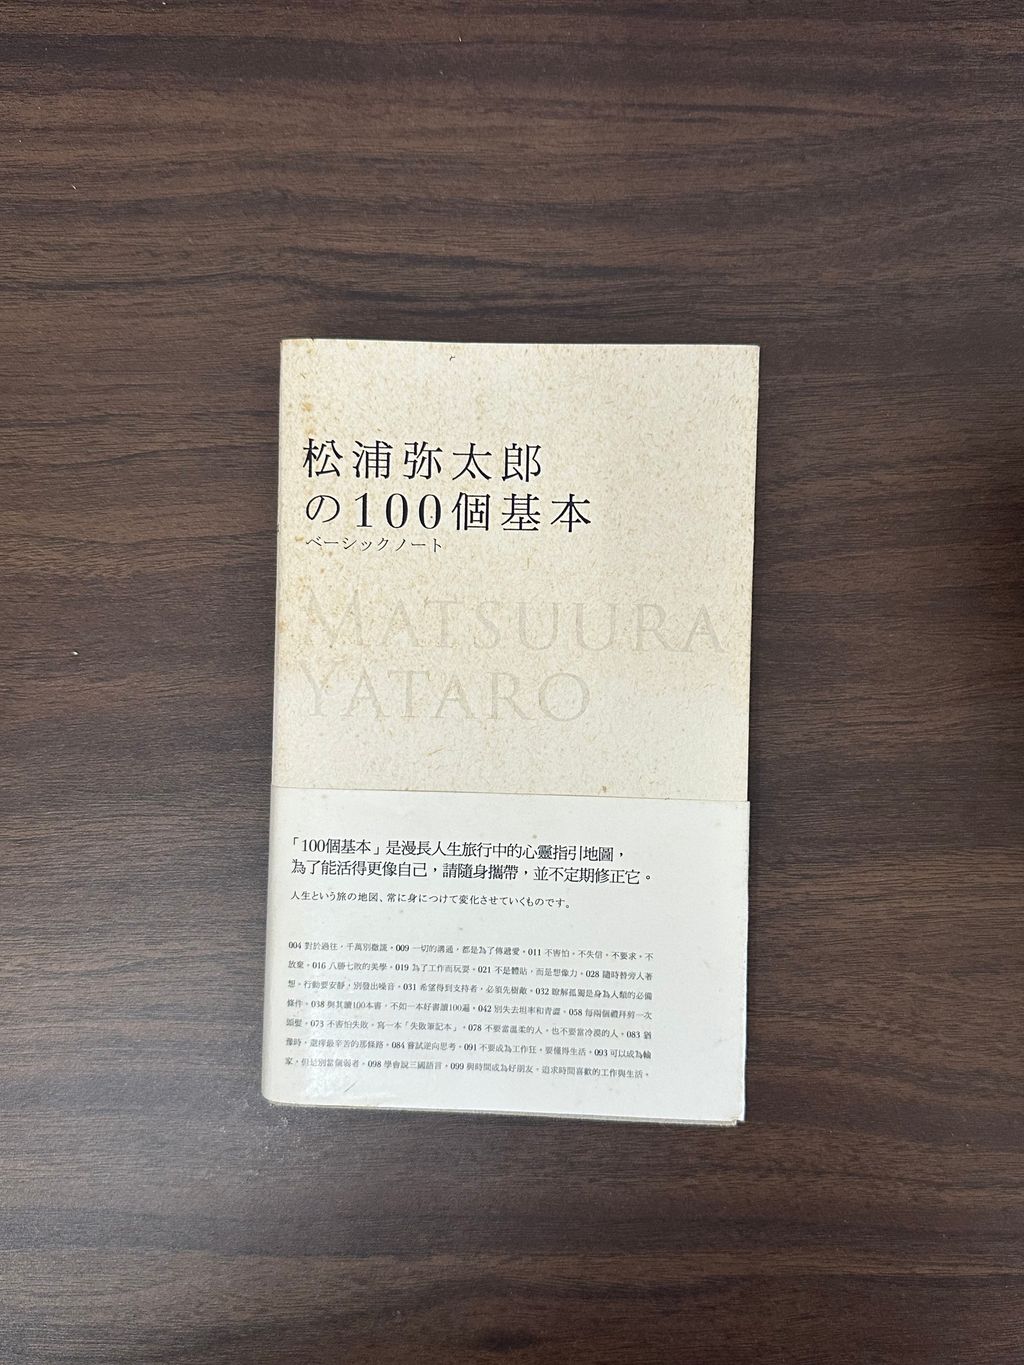 松浦弥太郎
の100個基本
ベーシックノート
MATSUURA
YATARO
「100個基本」是漫長人生旅行中的心靈指引地圖，
為了能活得更像自己，請隨身攜帶，並不定期修正它。
人生という旅の地図、常に身につけて変化させていくものです。
004 對於過往，千萬別撒謊。009 一切的溝通，都是為了傳遞愛。011 不害怕。不失信。不要求。不
放棄。016 八勝七敗的美學。019 為了工作而玩耍。021 不是體貼，而是想像力。028 隨時替旁人著
想。行動要安靜，別發出噪音。031 希望得到支持者，必須先樹敵。032 瞭解孤獨是身為人類的必備
條件。038 與其讀100本書，不如一本好書讀100遍。042 別失去坦率和青澀。058 每兩個禮拜剪一次
頭髮。073 不害怕失敗。寫一本「失敗筆記本」。078 不要當溫柔的人，也不要當冷漠的人。083 猶
豫時，選擇最辛苦的那條路。084 嘗試逆向思考。091 不要成為工作狂，要懂得生活。093 可以成為輸
家，但是別當個弱者。098 學會說三國語言。099 與時間成為好朋友。追求時間喜歡的工作與生活。